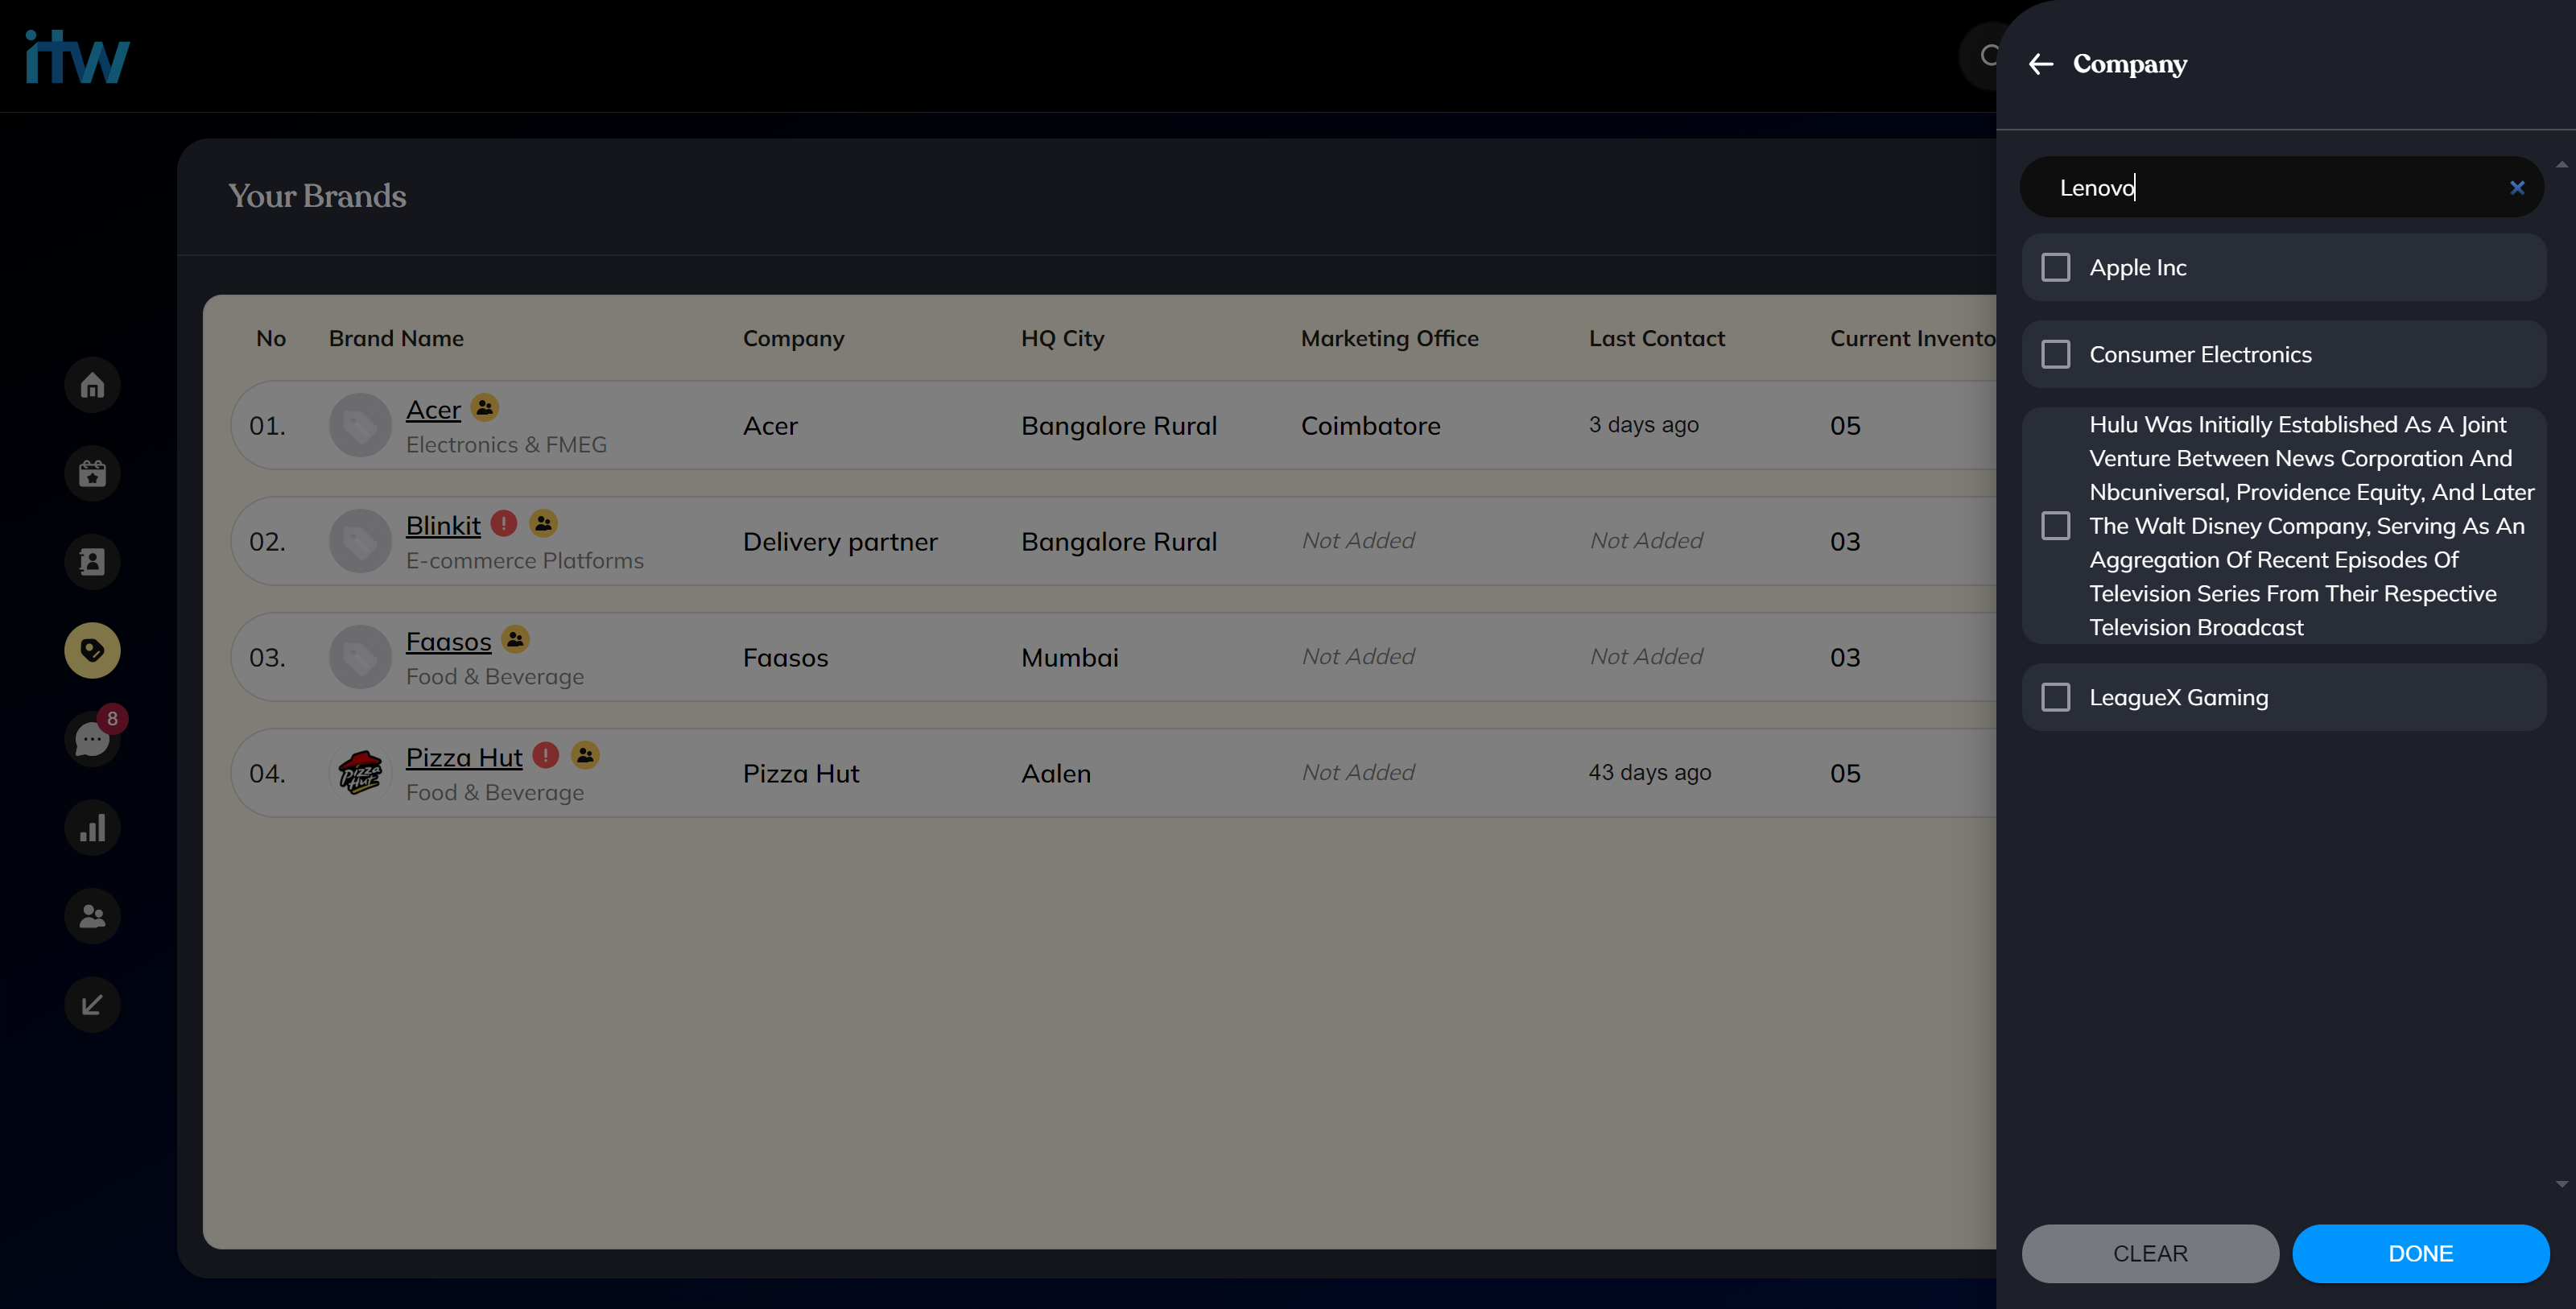 itw
Company
Your Brands
Lenovo
Apple Inc
Consumer Electronics
Hulu Was Initially Established As A Joint
Venture Between News Corporation And
Nbcuniversal, Providence Equity, And Later
The Walt Disney Company, Serving As An
Aggregation Of Recent Episodes Of
Television Series From Their Respective
Television Broadcast
LeagueX Gaming
No Brand Name Company HQ City Marketing Office Last Contact Current Invento
01. Acer Acer Bangalore Rural Coimbatore 3 days ago 05
Electronics & FMEG
02. Blinkit Delivery partner Bangalore Rural Not Added Not Added 03
E-commerce Platforms
03. Faasos Faasos Mumbai Not Added Not Added 03
Food & Beverage
8
04. Pizza Hut Pizza Hut Pizza Hut Aalen Not Added 43 days ago 05
Food & Beverage
CLEAR DONE